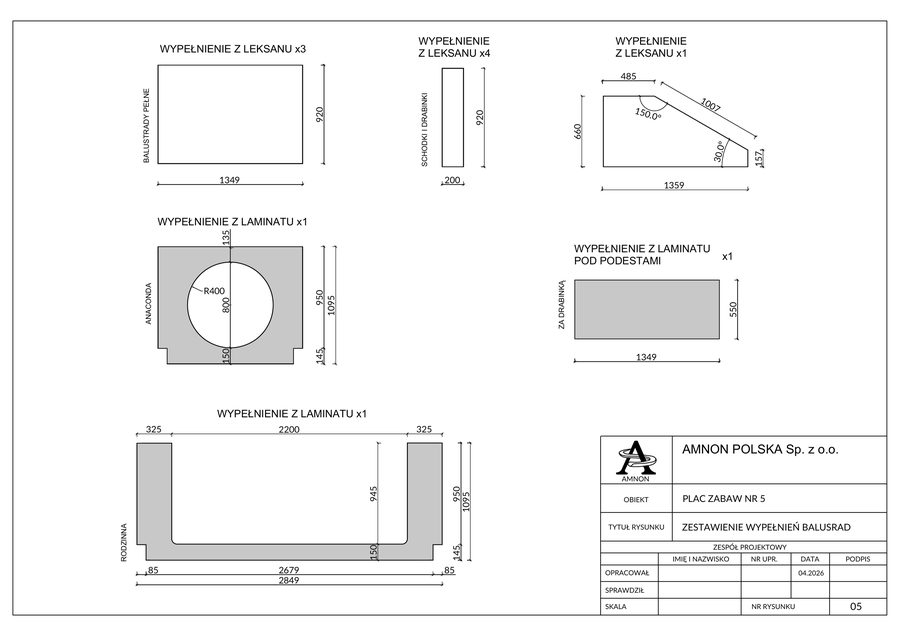 WYPEŁNIENIE Z LEKSANU x3
BALUSTRADY PEŁNE
920
1349
WYPEŁNIENIE
Z LEKSANU x4
SCHODKI I DRABINKI
920
200
WYPEŁNIENIE
Z LEKSANU x1
485
1007
150.0°
660
30.0°
157
1359
WYPEŁNIENIE Z LAMINATU x1
135
ANACONDA
R400
800
950
1095
150
145
WYPEŁNIENIE Z LAMINATU
POD PODESTAMI
x1
ZA DRABINKĄ
550
1349
WYPEŁNIENIE Z LAMINATU x1
325
2200
325
RODZINNA
945
950
1095
150
145
85
2679
85
2849
AMNON
AMNON POLSKA Sp. z o.o.
OBIEKT
PLAC ZABAW NR 5
TYTUŁ RYSUNKU
ZESTAWIENIE WYPEŁNIEŃ BALUSRAD
ZESPÓŁ PROJEKTOWY
IMIĘ I NAZWISKO
NR UPR.
DATA
PODPIS
OPRACOWAŁ
04.2026
SPRAWDZIŁ
SKALA
NR RYSUNKU
05